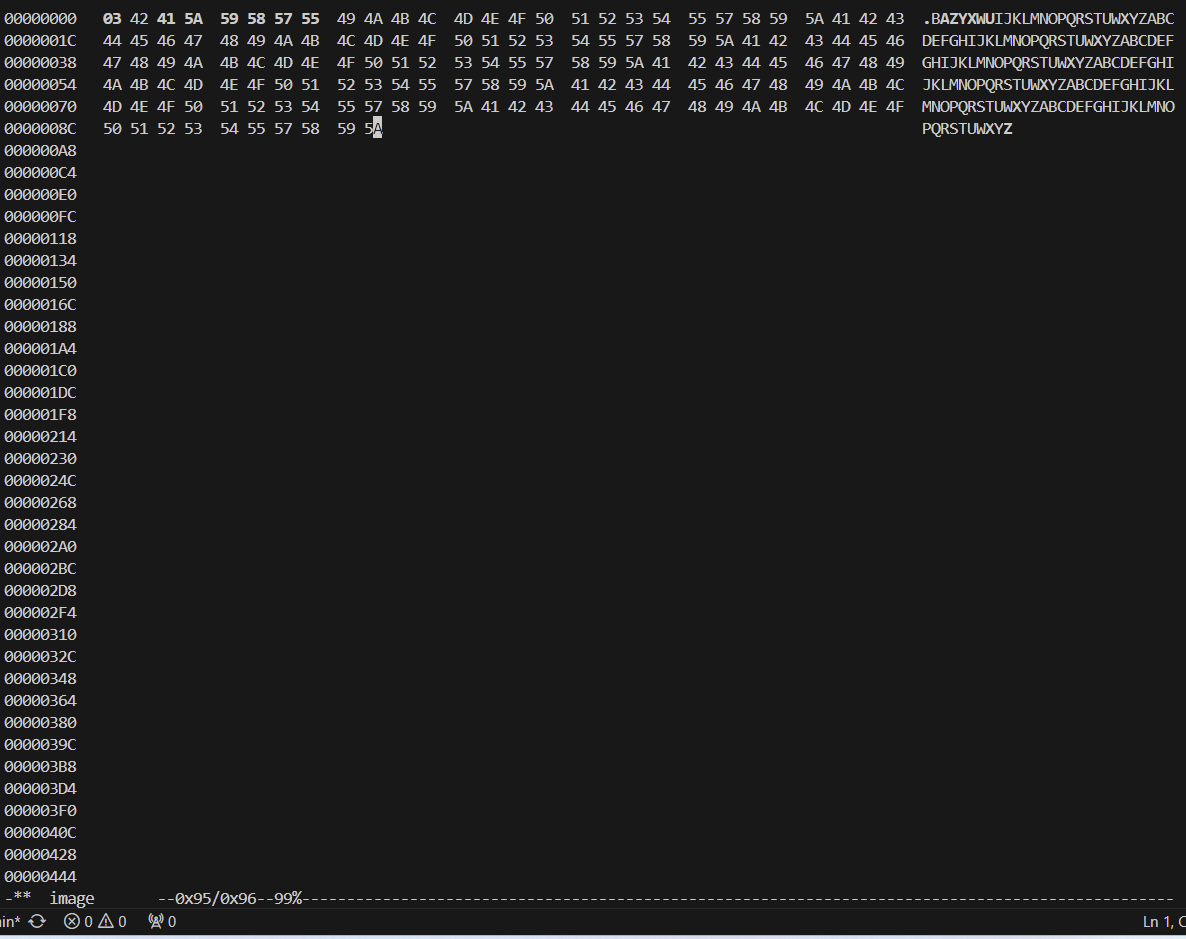 00000000 03 42 41 5A 59 58 57 55 49 4A 4B 4C 4D 4E 4F 50 51 52 53 54 55 57 58 59 5A 41 42 43 .BAZYXWUIJKLMNOPQRSTUWXYZABC
0000001C 44 45 46 47 48 49 4A 4B 4C 4D 4E 4F 50 51 52 53 54 55 57 58 59 5A 41 42 43 44 45 46 DEFGHIJKLMNOPQRSTUWXYZABCDEF
00000038 47 48 49 4A 4B 4C 4D 4E 4F 50 51 52 53 54 55 57 58 59 5A 41 42 43 44 45 46 47 48 49 GHIJKLMNOPQRSTUWXYZABCDEFGHI
00000054 4A 4B 4C 4D 4E 4F 50 51 52 53 54 55 57 58 59 5A 41 42 43 44 45 46 47 48 49 4A 4B 4C JKLMNOPQRSTUWXYZABCDEFGHIJKL
00000070 4D 4E 4F 50 51 52 53 54 55 57 58 59 5A 41 42 43 44 45 46 47 48 49 4A 4B 4C 4D 4E 4F MNOPQRSTUWXYZABCDEFGHIJKLMNO
0000008C 50 51 52 53 54 55 57 58 59 5A PQRSTUWXYZ
000000A8
000000C4
000000E0
000000FC
00000118
00000134
00000150
0000016C
00000188
000001A4
000001C0
000001DC
000001F8
00000214
00000230
0000024C
00000268
00000284
000002A0
000002BC
000002D8
000002F4
00000310
0000032C
00000348
00000364
00000380
0000039C
000003B8
000003D4
000003F0
0000040C
00000428
00000444
-** image --0x95/0x96--99%-------------------------------------------------------------------------------------------------
in* 0 0 0 Ln 1, C